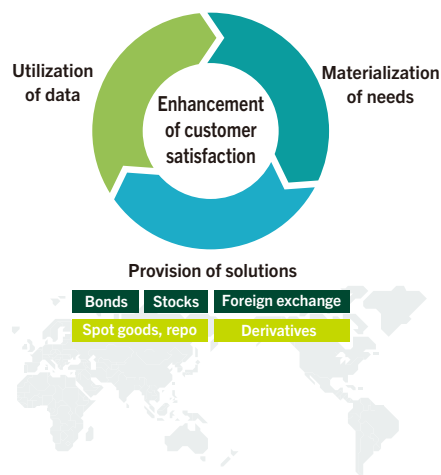 Utilization
of data
Enhancement
of customer
satisfaction
Materialization
of needs
Provision of solutions
Bonds
Stocks
Foreign exchange
Spot goods, repo
Derivatives